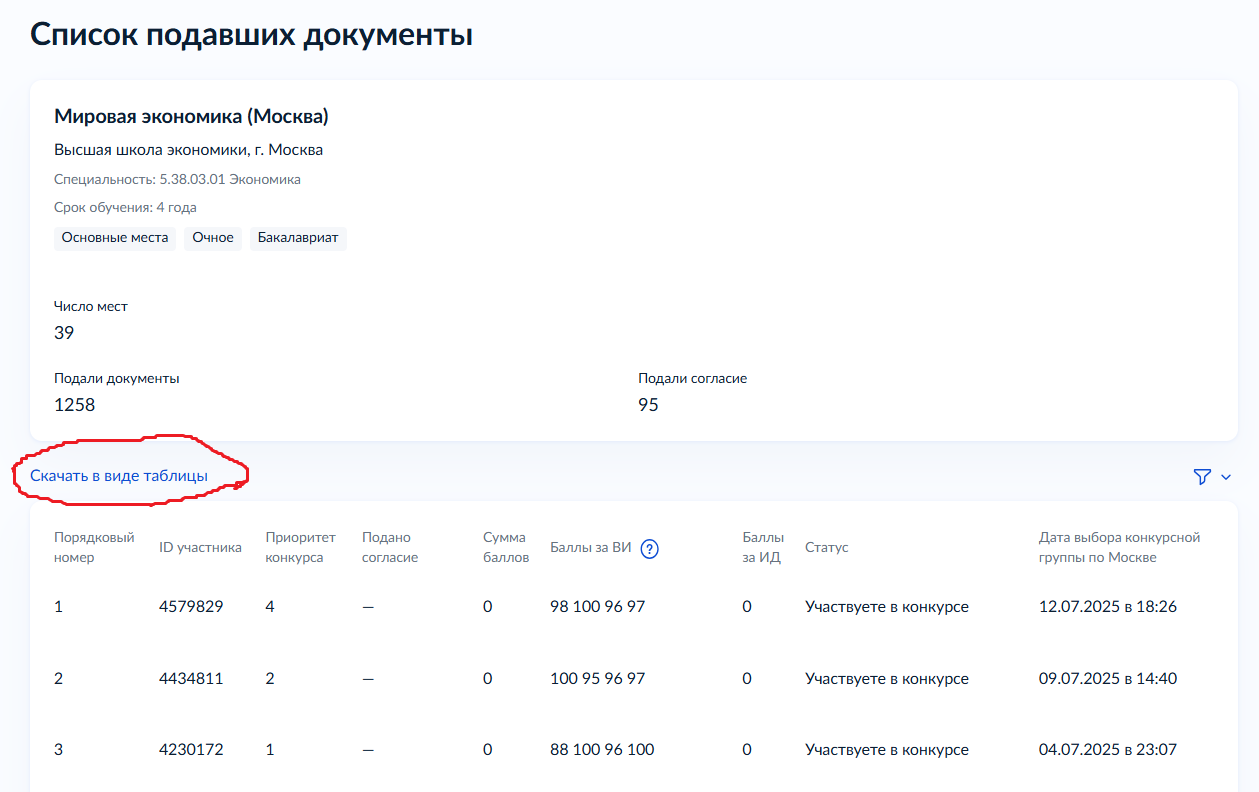 Список подавших документы
Мировая экономика (Москва)
Высшая школа экономики, г. Москва
Специальность: 5.38.03.01 Экономика
Срок обучения: 4 года
Основные места Очное Бакалавриат
Число мест
39
Подали документы Подали согласие
1258 95
Скачать в виде таблицы
Порядковый номер ID участника Приоритет конкурса Подано согласие Сумма баллов Баллы за ВИ ? Баллы за ИД Статус Дата выбора конкурсной группы по Москве
1 4579829 4 — 0 98 100 96 97 0 Участвуете в конкурсе 12.07.2025 в 18:26
2 4434811 2 — 0 100 95 96 97 0 Участвуете в конкурсе 09.07.2025 в 14:40
3 4230172 1 — 0 88 100 96 100 0 Участвуете в конкурсе 04.07.2025 в 23:07